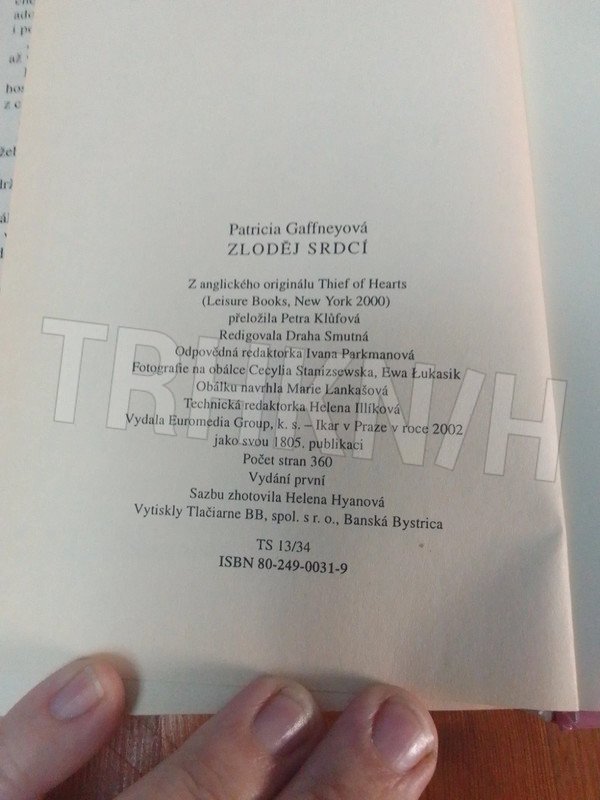 Patricia Gaffneyová
ZLODĚJ SRDCÍ
Z anglického originálu Thief of Hearts
(Leisure Books, New York 2000)
přeložila Petra Klůfová
Redigovala Draha Smutná
Odpovědná redaktorka Ivana Parkmanová
Fotografie na obálce Cecylia Stanizsewska, Ewa Łukasik
Obálku navrhla Marie Lankašová
Technická redaktorka Helena Illíková
Vydala Euromedia Group, k. s. – Ikar v Praze v roce 2002
jako svou 1805. publikaci
Počet stran 360
Vydání první
Sazbu zhotovila Helena Hyanová
Vytiskly Tlačiarne BB, spol. s r. o., Banská Bystrica
TS 13/34
ISBN 80-249-0031-9